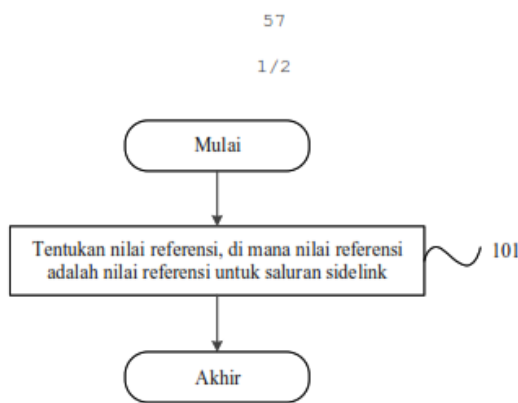 57
1/2
Mulai
Tentukan nilai referensi, di mana nilai referensi
adalah nilai referensi untuk saluran sidelink
101
Akhir